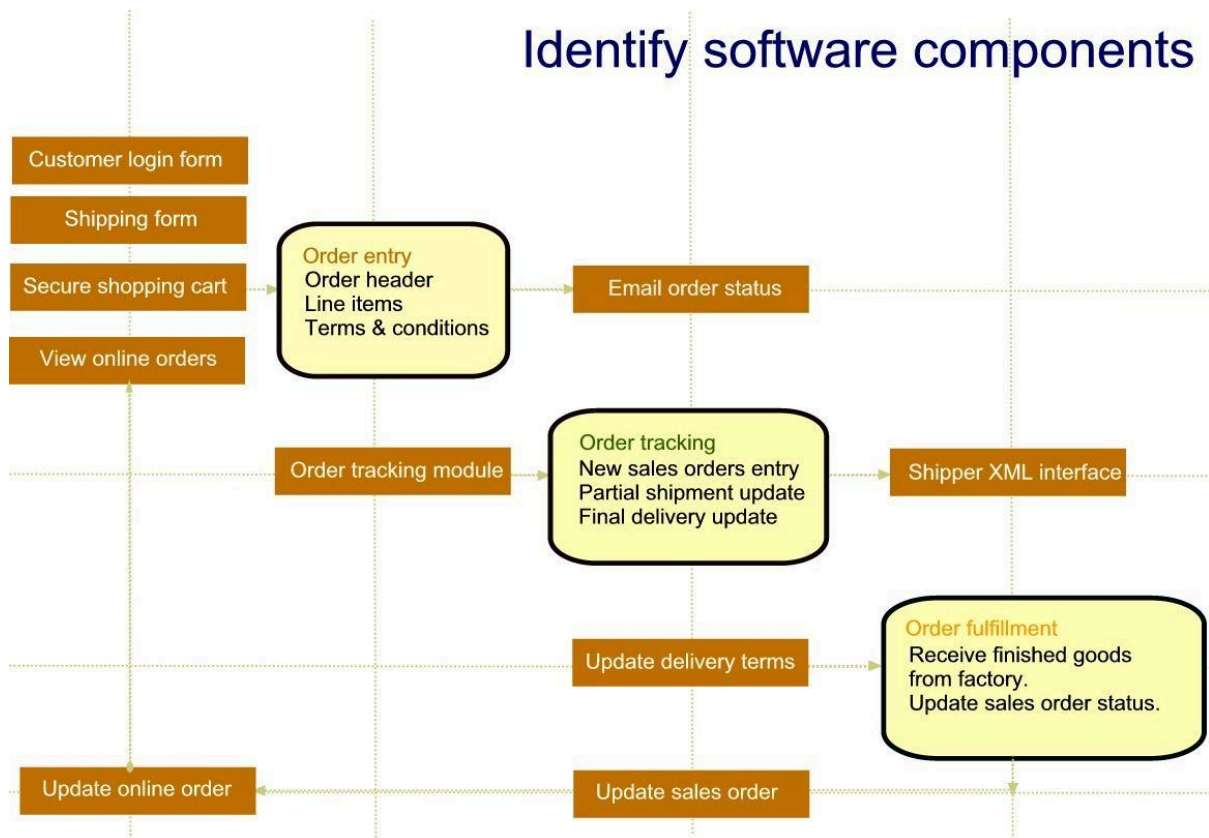 Identify software components
Customer login form
Shipping form
Secure shopping cart
View online orders
Order entry
Order header
Line items
Terms & conditions
Email order status
Order tracking module
Order tracking
New sales orders entry
Partial shipment update
Final delivery update
Shipper XML interface
Update delivery terms
Order fulfillment
Receive finished goods
from factory.
Update sales order status.
Update online order
Update sales order